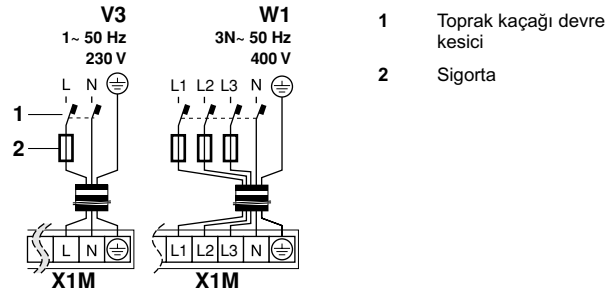 V3
1~ 50 Hz
230 V
L N
1
2
L N
X1M
W1
3N~ 50 Hz
400 V
L1 L2 L3 N
L1 L2 L3 N
X1M
1 Toprak kaçağı devre
kesici
2 Sigorta